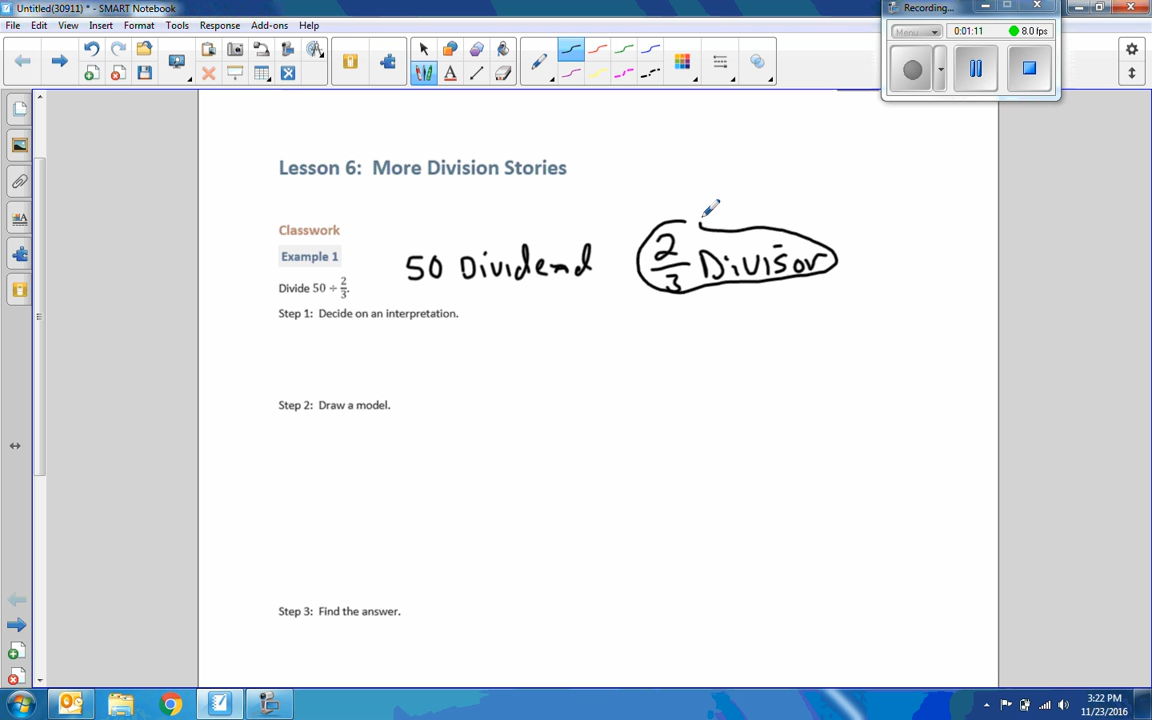 Untitled(30911) * - SMART Notebook
Recording...
File Edit View Insert Format Tools Response Add-ons Help
Menu 0:01:11 8.0 fps
Lesson 6: More Division Stories
Classwork
Example 1
50 Dividend 2/3 Divisor
Divide 50 ÷ 2/3.
Step 1: Decide on an interpretation.
Step 2: Draw a model.
Step 3: Find the answer.
3:22 PM
11/23/2016